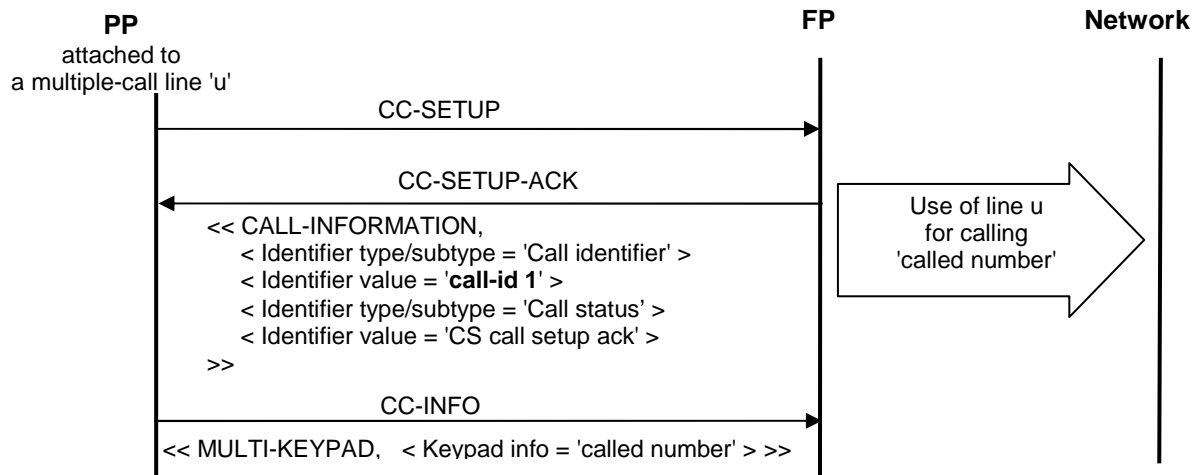 PP
attached to
a multiple-call line 'u'
FP
Network
CC-SETUP
CC-SETUP-ACK
<< CALL-INFORMATION,
< Identifier type/subtype = 'Call identifier' >
< Identifier value = 'call-id 1' >
< Identifier type/subtype = 'Call status' >
< Identifier value = 'CS call setup ack' >
>>
Use of line u
for calling
'called number'
CC-INFO
<< MULTI-KEYPAD, < Keypad info = 'called number' > >>